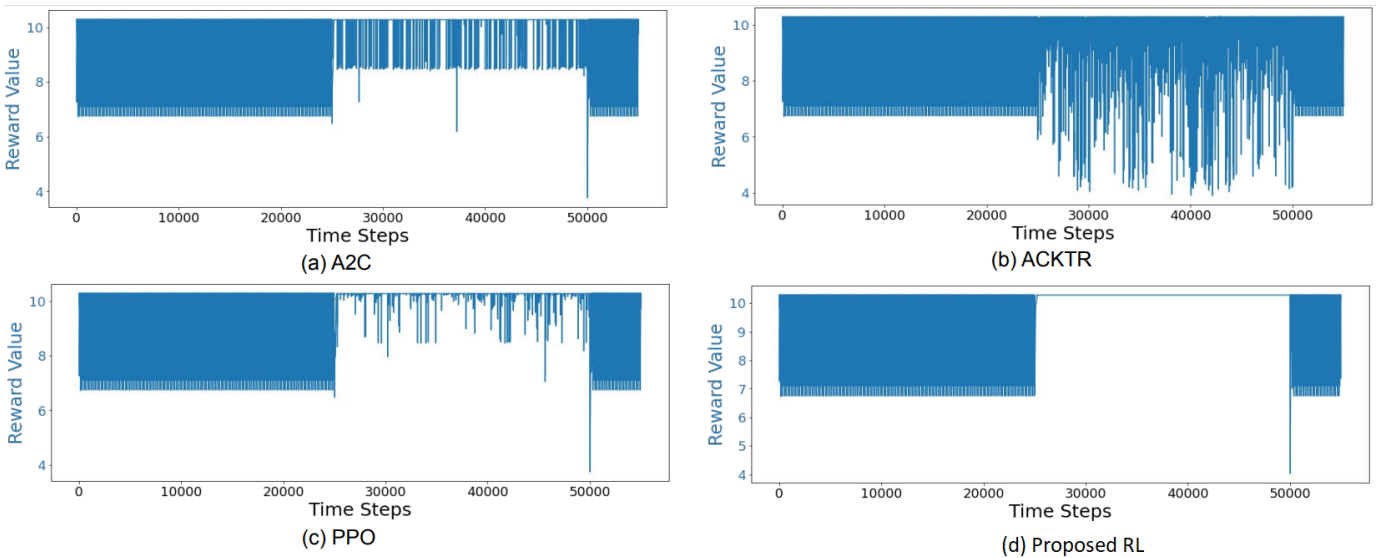 10
8
6
4
Reward Value
0 10000 20000 30000 40000 50000
Time Steps
(a) A2C
10
8
6
4
Reward Value
0 10000 20000 30000 40000 50000
Time Steps
(b) ACKTR
10
8
6
4
Reward Value
0 10000 20000 30000 40000 50000
Time Steps
(c) PPO
10
9
8
7
6
5
4
Reward Value
0 10000 20000 30000 40000 50000
Time Steps
(d) Proposed RL